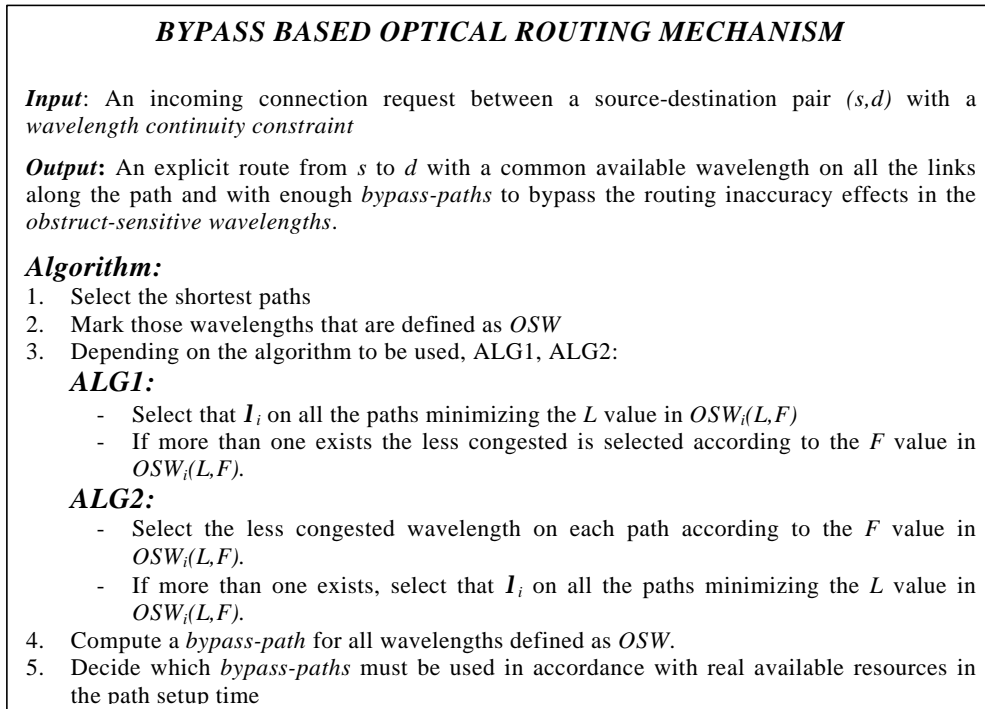 BYPASS BASED OPTICAL ROUTING MECHANISM
Input: An incoming connection request between a source-destination pair (s,d) with a
wavelength continuity constraint
Output: An explicit route from s to d with a common available wavelength on all the links
along the path and with enough bypass-paths to bypass the routing inaccuracy effects in the
obstruct-sensitive wavelengths.
Algorithm:
1. Select the shortest paths
2. Mark those wavelengths that are defined as OSW
3. Depending on the algorithm to be used, ALG1, ALG2:
ALG1:
- Select that l_i on all the paths minimizing the L value in OSW_i(L,F)
- If more than one exists the less congested is selected according to the F value in
OSW_i(L,F).
ALG2:
- Select the less congested wavelength on each path according to the F value in
OSW_i(L,F).
- If more than one exists, select that l_i on all the paths minimizing the L value in
OSW_i(L,F).
4. Compute a bypass-path for all wavelengths defined as OSW.
5. Decide which bypass-paths must be used in accordance with real available resources in
the path setup time